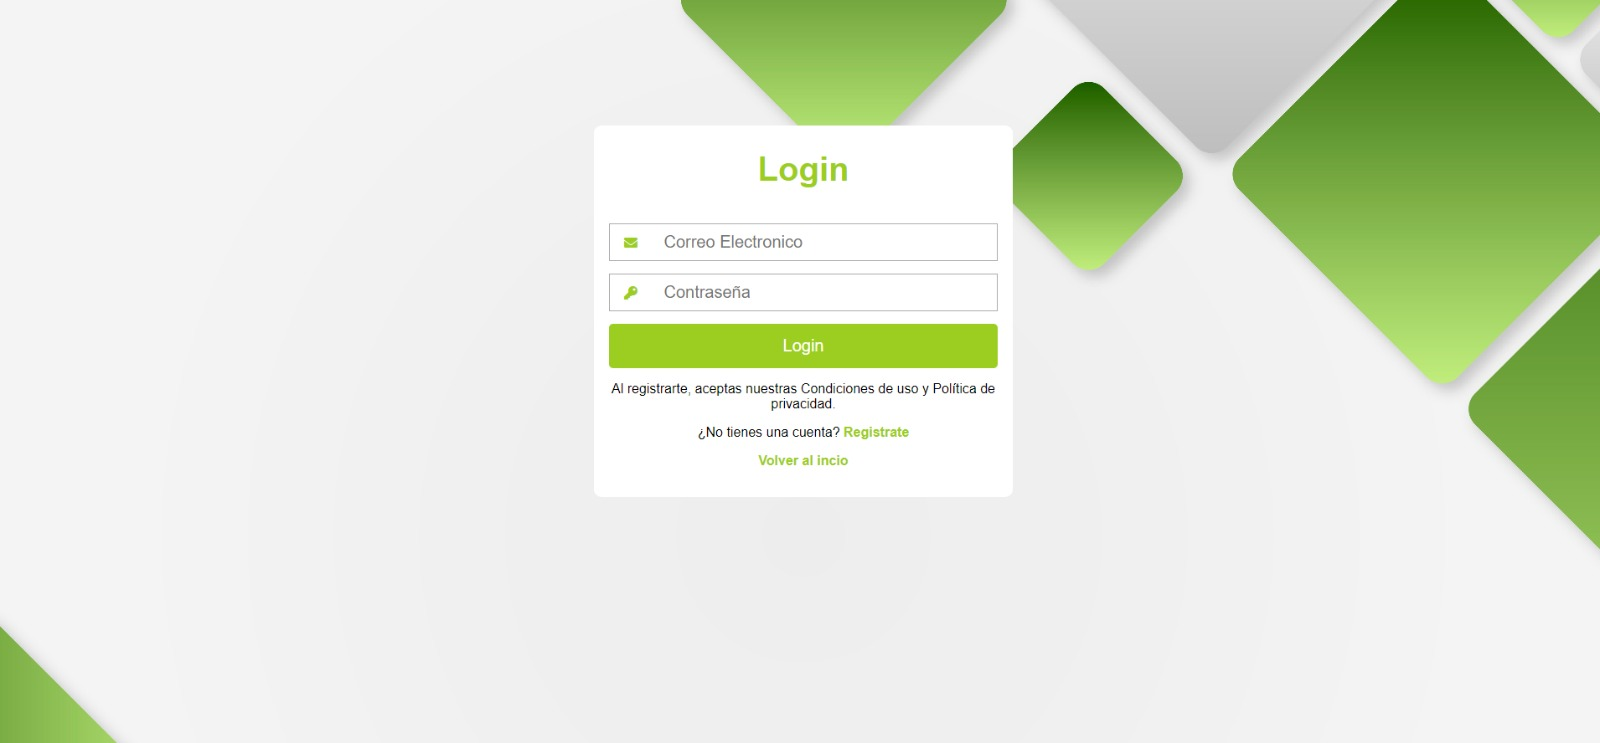 Login
Correo Electronico
Contraseña
Login
Al registrarte, aceptas nuestras Condiciones de uso y Política de
privacidad.
¿No tienes una cuenta? Registrate
Volver al incio